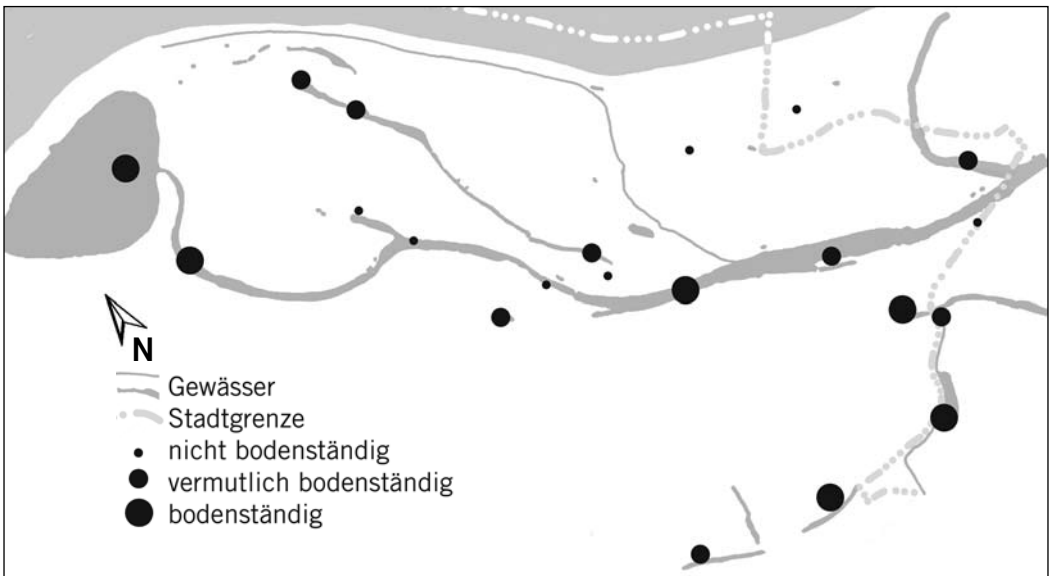 N
Gewässer
Stadtgrenze
nicht bodenständig
vermutlich bodenständig
bodenständig